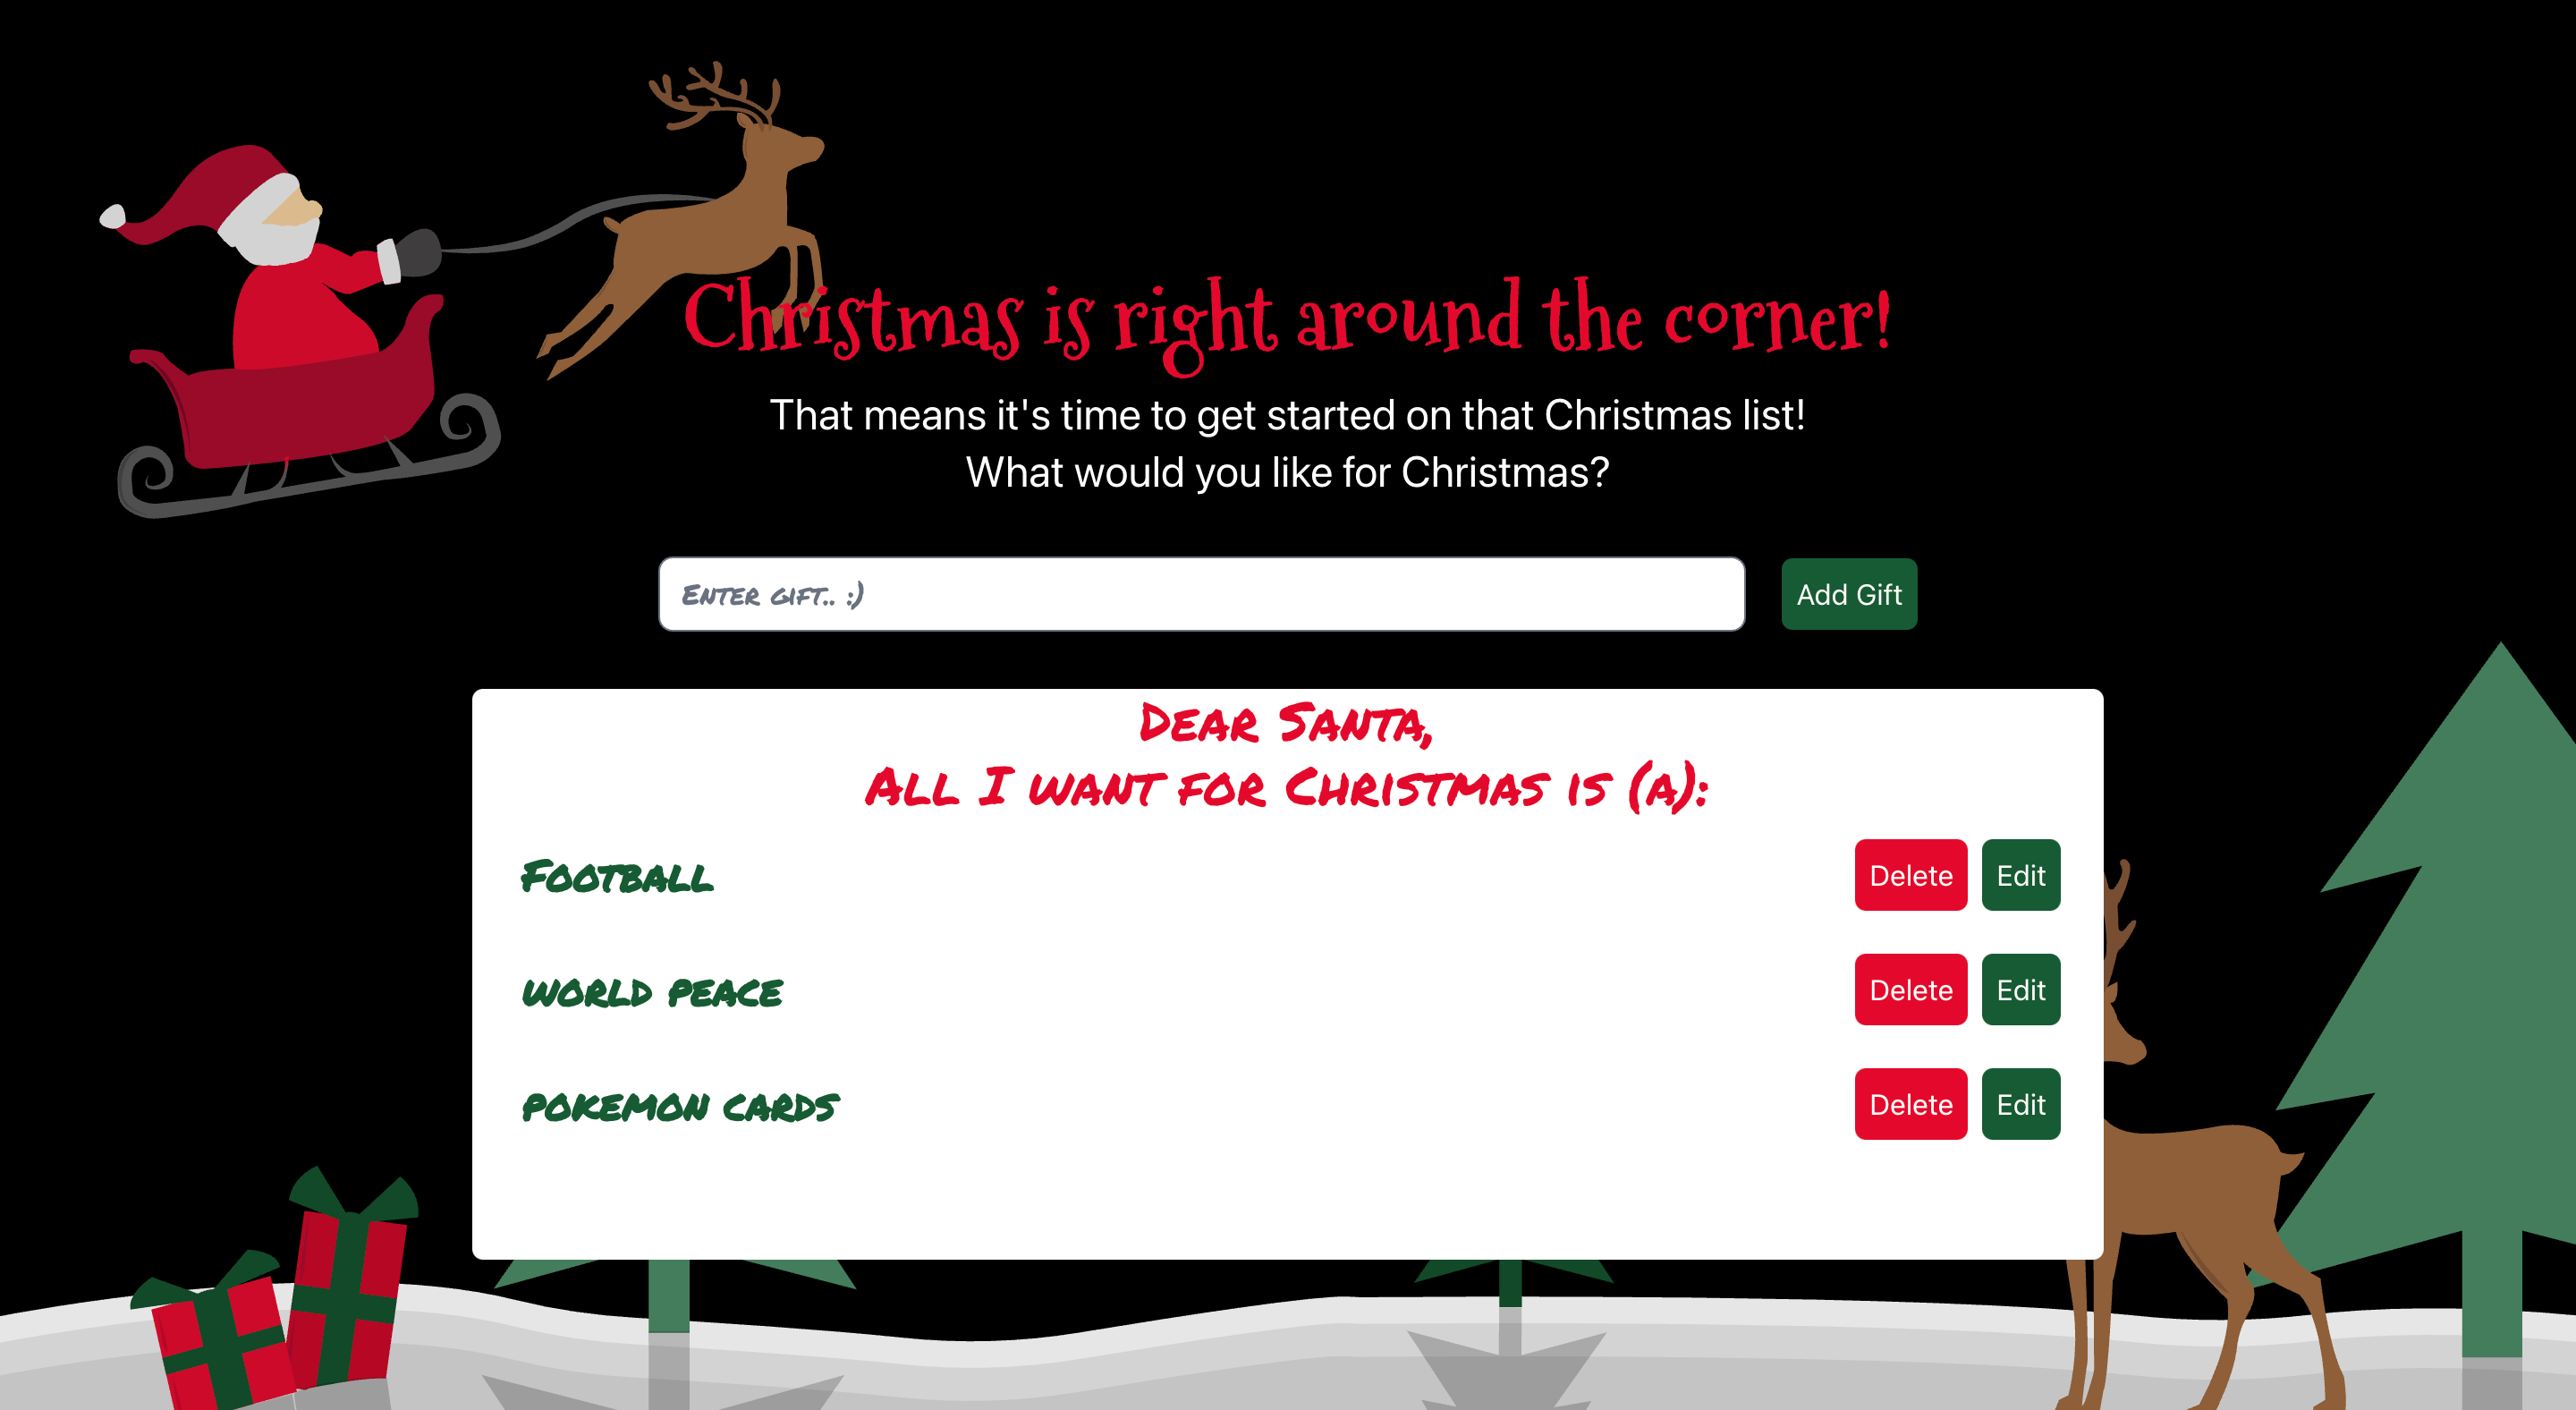 Christmas is right around the corner!
That means it's time to get started on that Christmas list!
What would you like for Christmas?
Enter gift.. :)
Add Gift
Dear Santa,
All I want for Christmas is (a):
Football
Delete Edit
world peace
Delete Edit
pokemon cards
Delete Edit